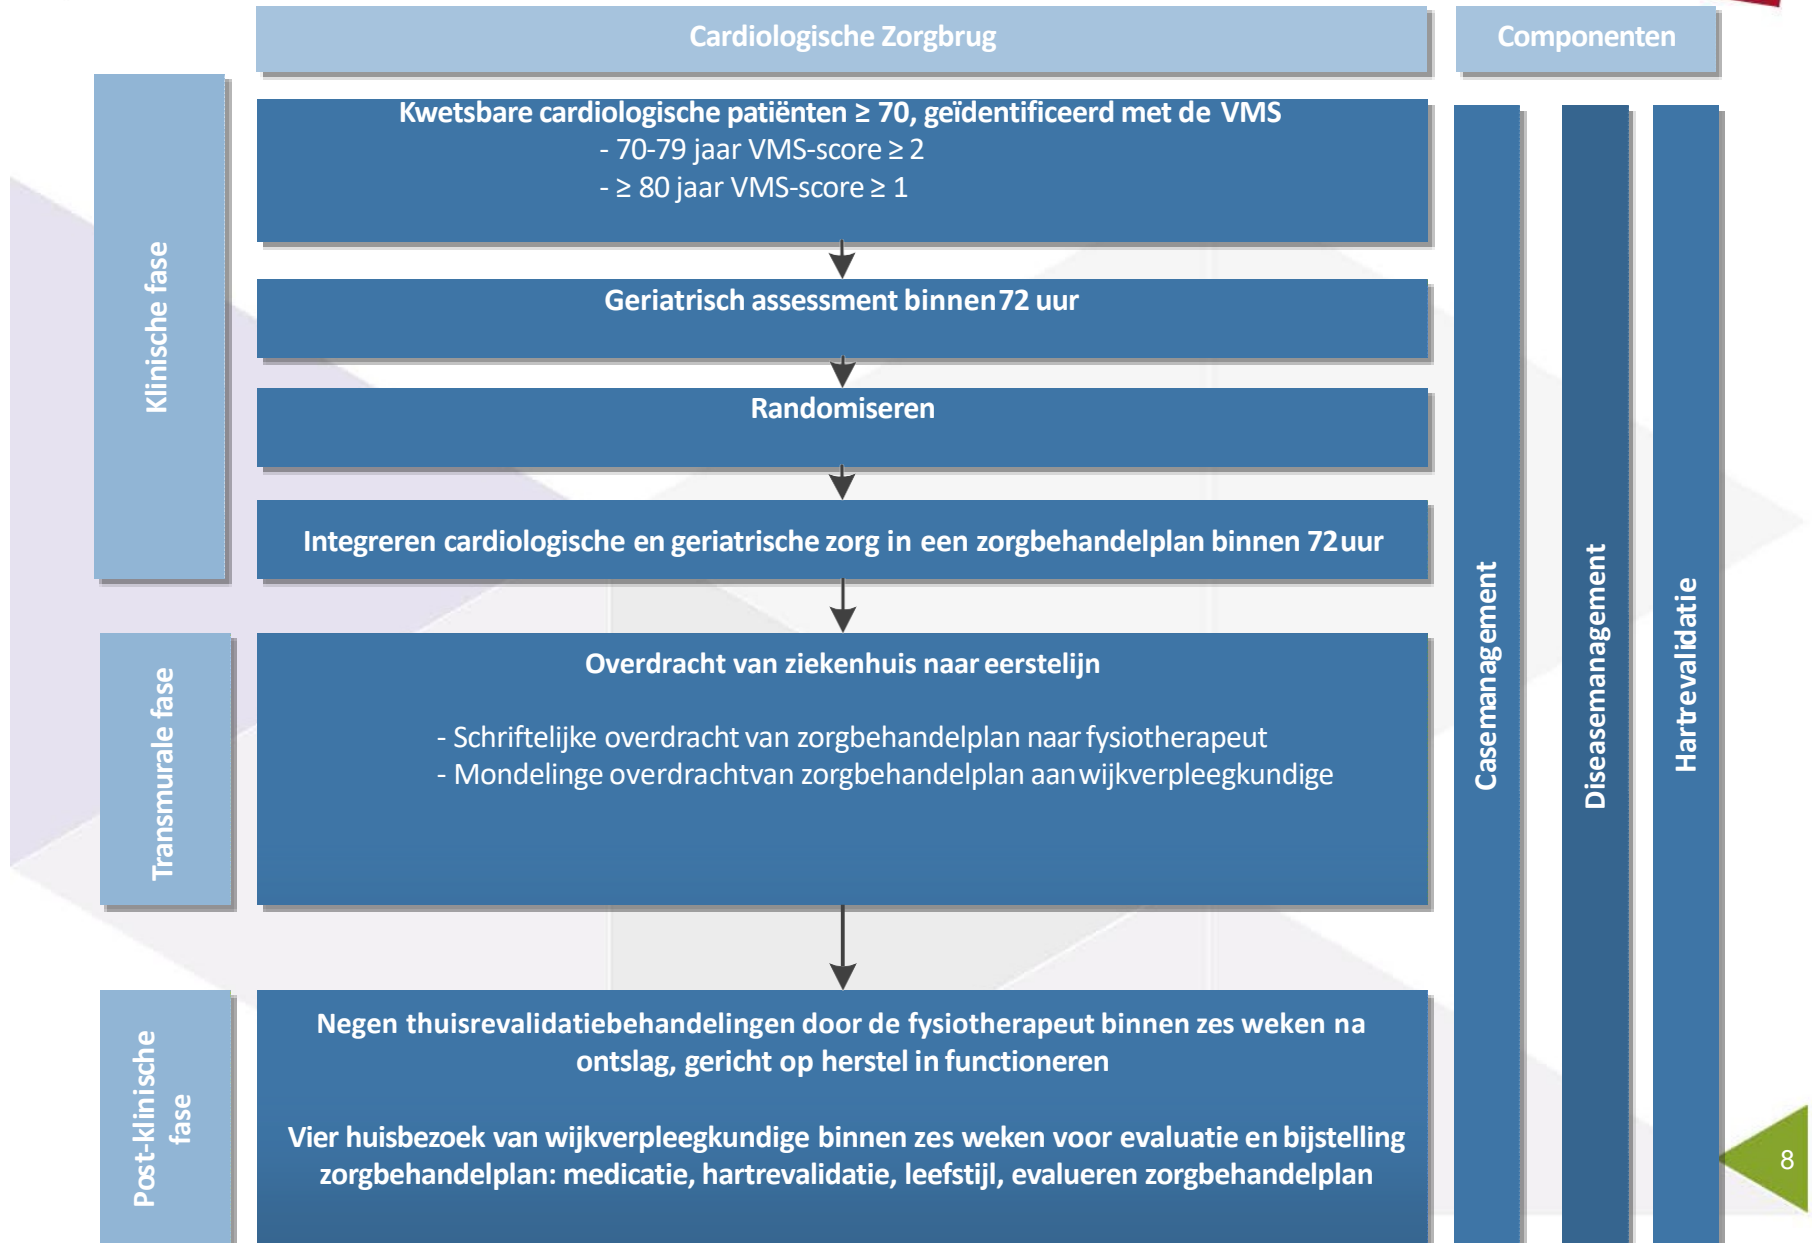 Cardiologische Zorgbrug
Componenten
Klinische fase
Kwetsbare cardiologische patiënten ≥ 70, geïdentificeerd met de VMS
- 70-79 jaar VMS-score ≥ 2
- ≥ 80 jaar VMS-score ≥ 1
Geriatrisch assessment binnen 72 uur
Randomiseren
Integreren cardiologische en geriatrische zorg in een zorgbehandelplan binnen 72 uur
Transmurale fase
Overdracht van ziekenhuis naar eerstelijn
- Schriftelijke overdracht van zorgbehandelplan naar fysiotherapeut
- Mondelinge overdracht van zorgbehandelplan aan wijkverpleegkundige
Post-klinische
fase
Negen thuisrevalidatiebehandelingen door de fysiotherapeut binnen zes weken na
ontslag, gericht op herstel in functioneren
Vier huisbezoek van wijkverpleegkundige binnen zes weken voor evaluatie en bijstelling
zorgbehandelplan: medicatie, hartrevalidatie, leefstijl, evalueren zorgbehandelplan
Casemanagement
Diseasemanagement
Hartrevalidatie
8